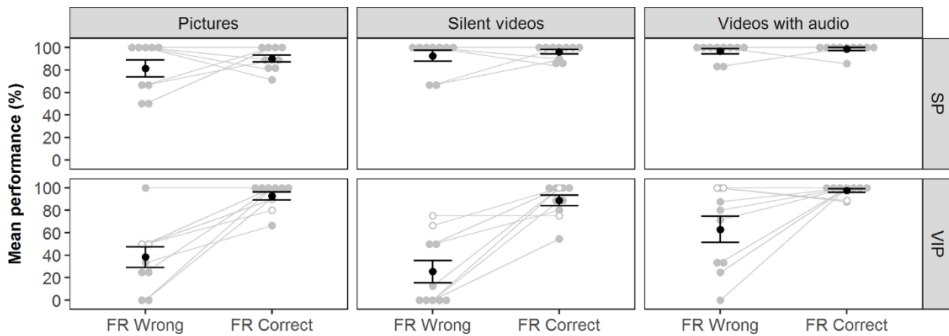 Pictures
Silent videos
Videos with audio
Mean performance (%)
100
80
60
40
20
0
SP
100
80
60
40
20
0
VIP
FR Wrong
FR Correct
FR Wrong
FR Correct
FR Wrong
FR Correct